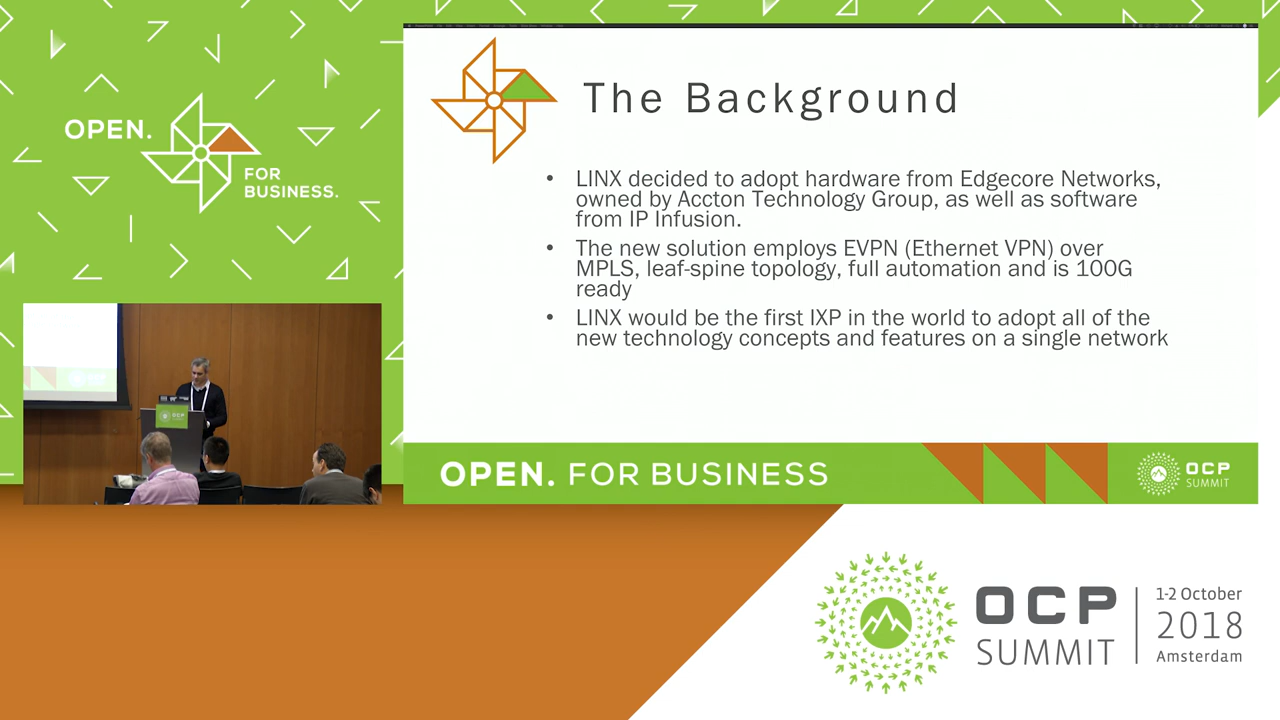 OPEN.
FOR
BUSINESS.
The Background
• LINX decided to adopt hardware from Edgecore Networks,
owned by Accton Technology Group, as well as software
from IP Infusion.
• The new solution employs EVPN (Ethernet VPN) over
MPLS, leaf-spine topology, full automation and is 100G
ready
• LINX would be the first IXP in the world to adopt all of the
new technology concepts and features on a single network
OPEN. FOR BUSINESS
OCP
SUMMIT
OCP
OCP
SUMMIT
1-2 October
2018
Amsterdam